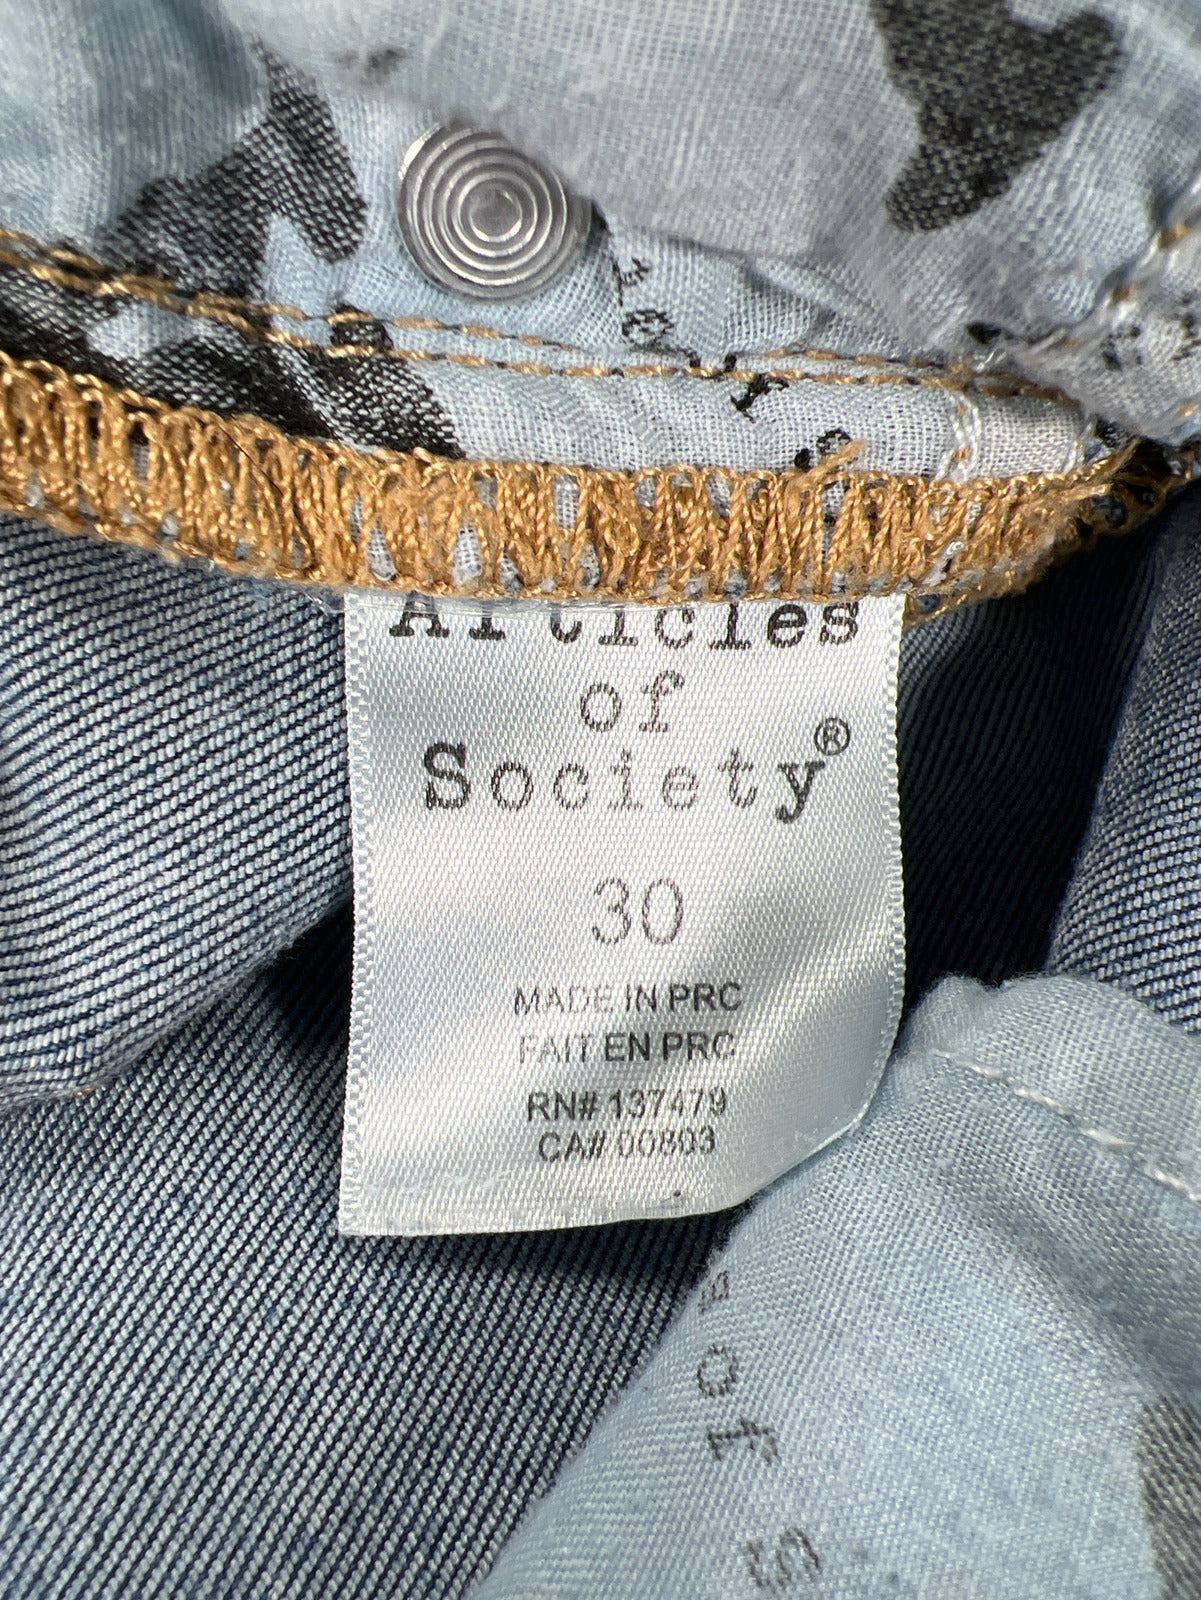 Articles
of
Society®
30
MADE IN PRC
FAIT EN PRC
RN# 137479
CA# 00803